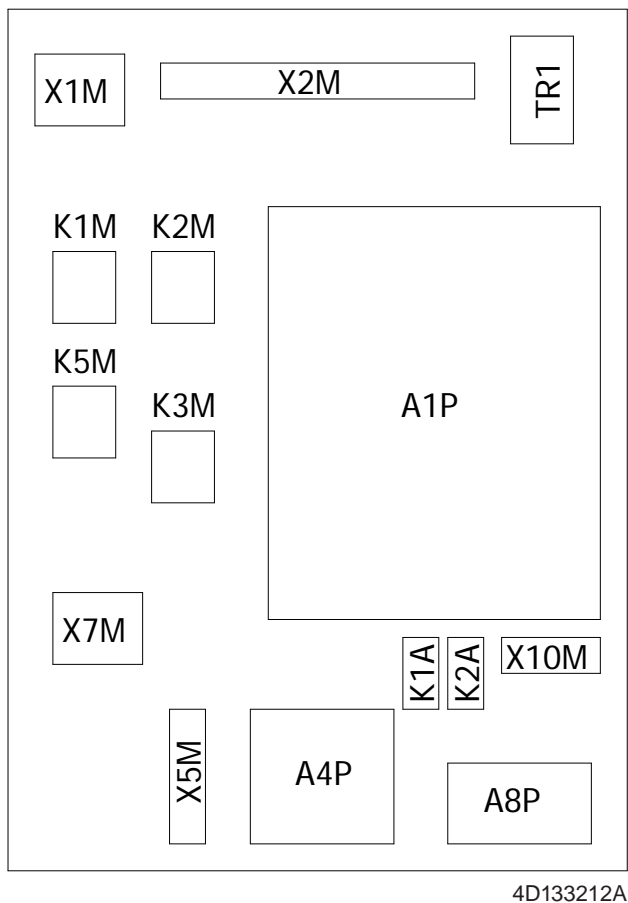 X1M
X2M
TR1
K1M K2M
K5M
K3M
A1P
X7M
K1A
K2A
X10M
X5M
A4P
A8P
4D133212A